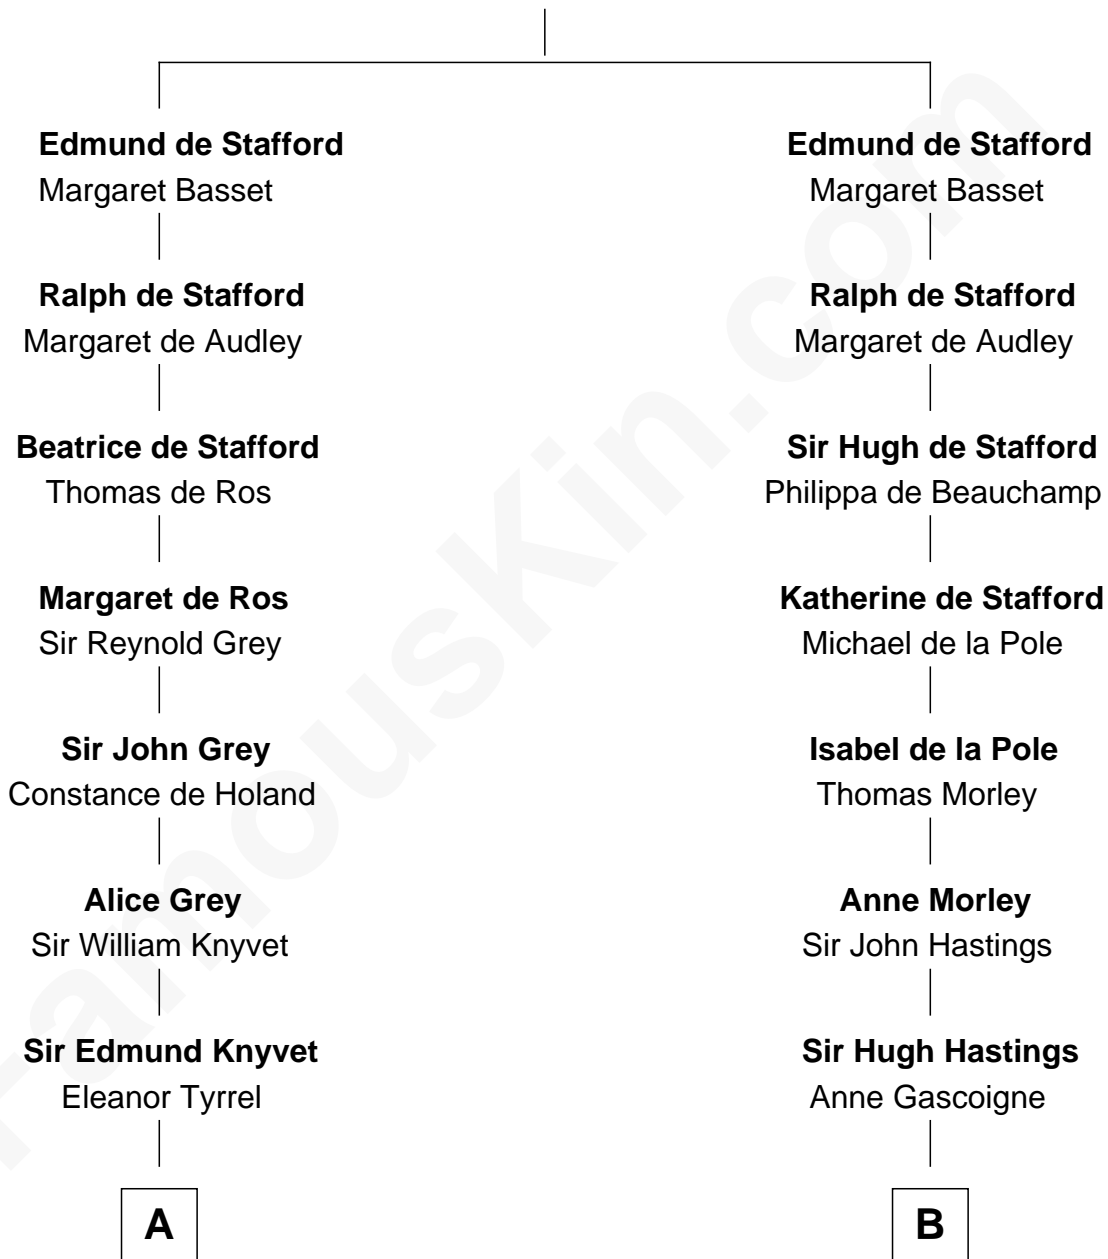 Edmund de Stafford
Margaret Basset
Ralph de Stafford
Margaret de Audley
Beatrice de Stafford
Thomas de Ros
Margaret de Ros
Sir Reynold Grey
Sir John Grey
Constance de Holand
Alice Grey
Sir William Knyvet
Sir Edmund Knyvet
Eleanor Tyrrel
A
Edmund de Stafford
Margaret Basset
Ralph de Stafford
Margaret de Audley
Sir Hugh de Stafford
Philippa de Beauchamp
Katherine de Stafford
Michael de la Pole
Isabel de la Pole
Thomas Morley
Anne Morley
Sir John Hastings
Sir Hugh Hastings
Anne Gascoigne
B
FamousKin.com